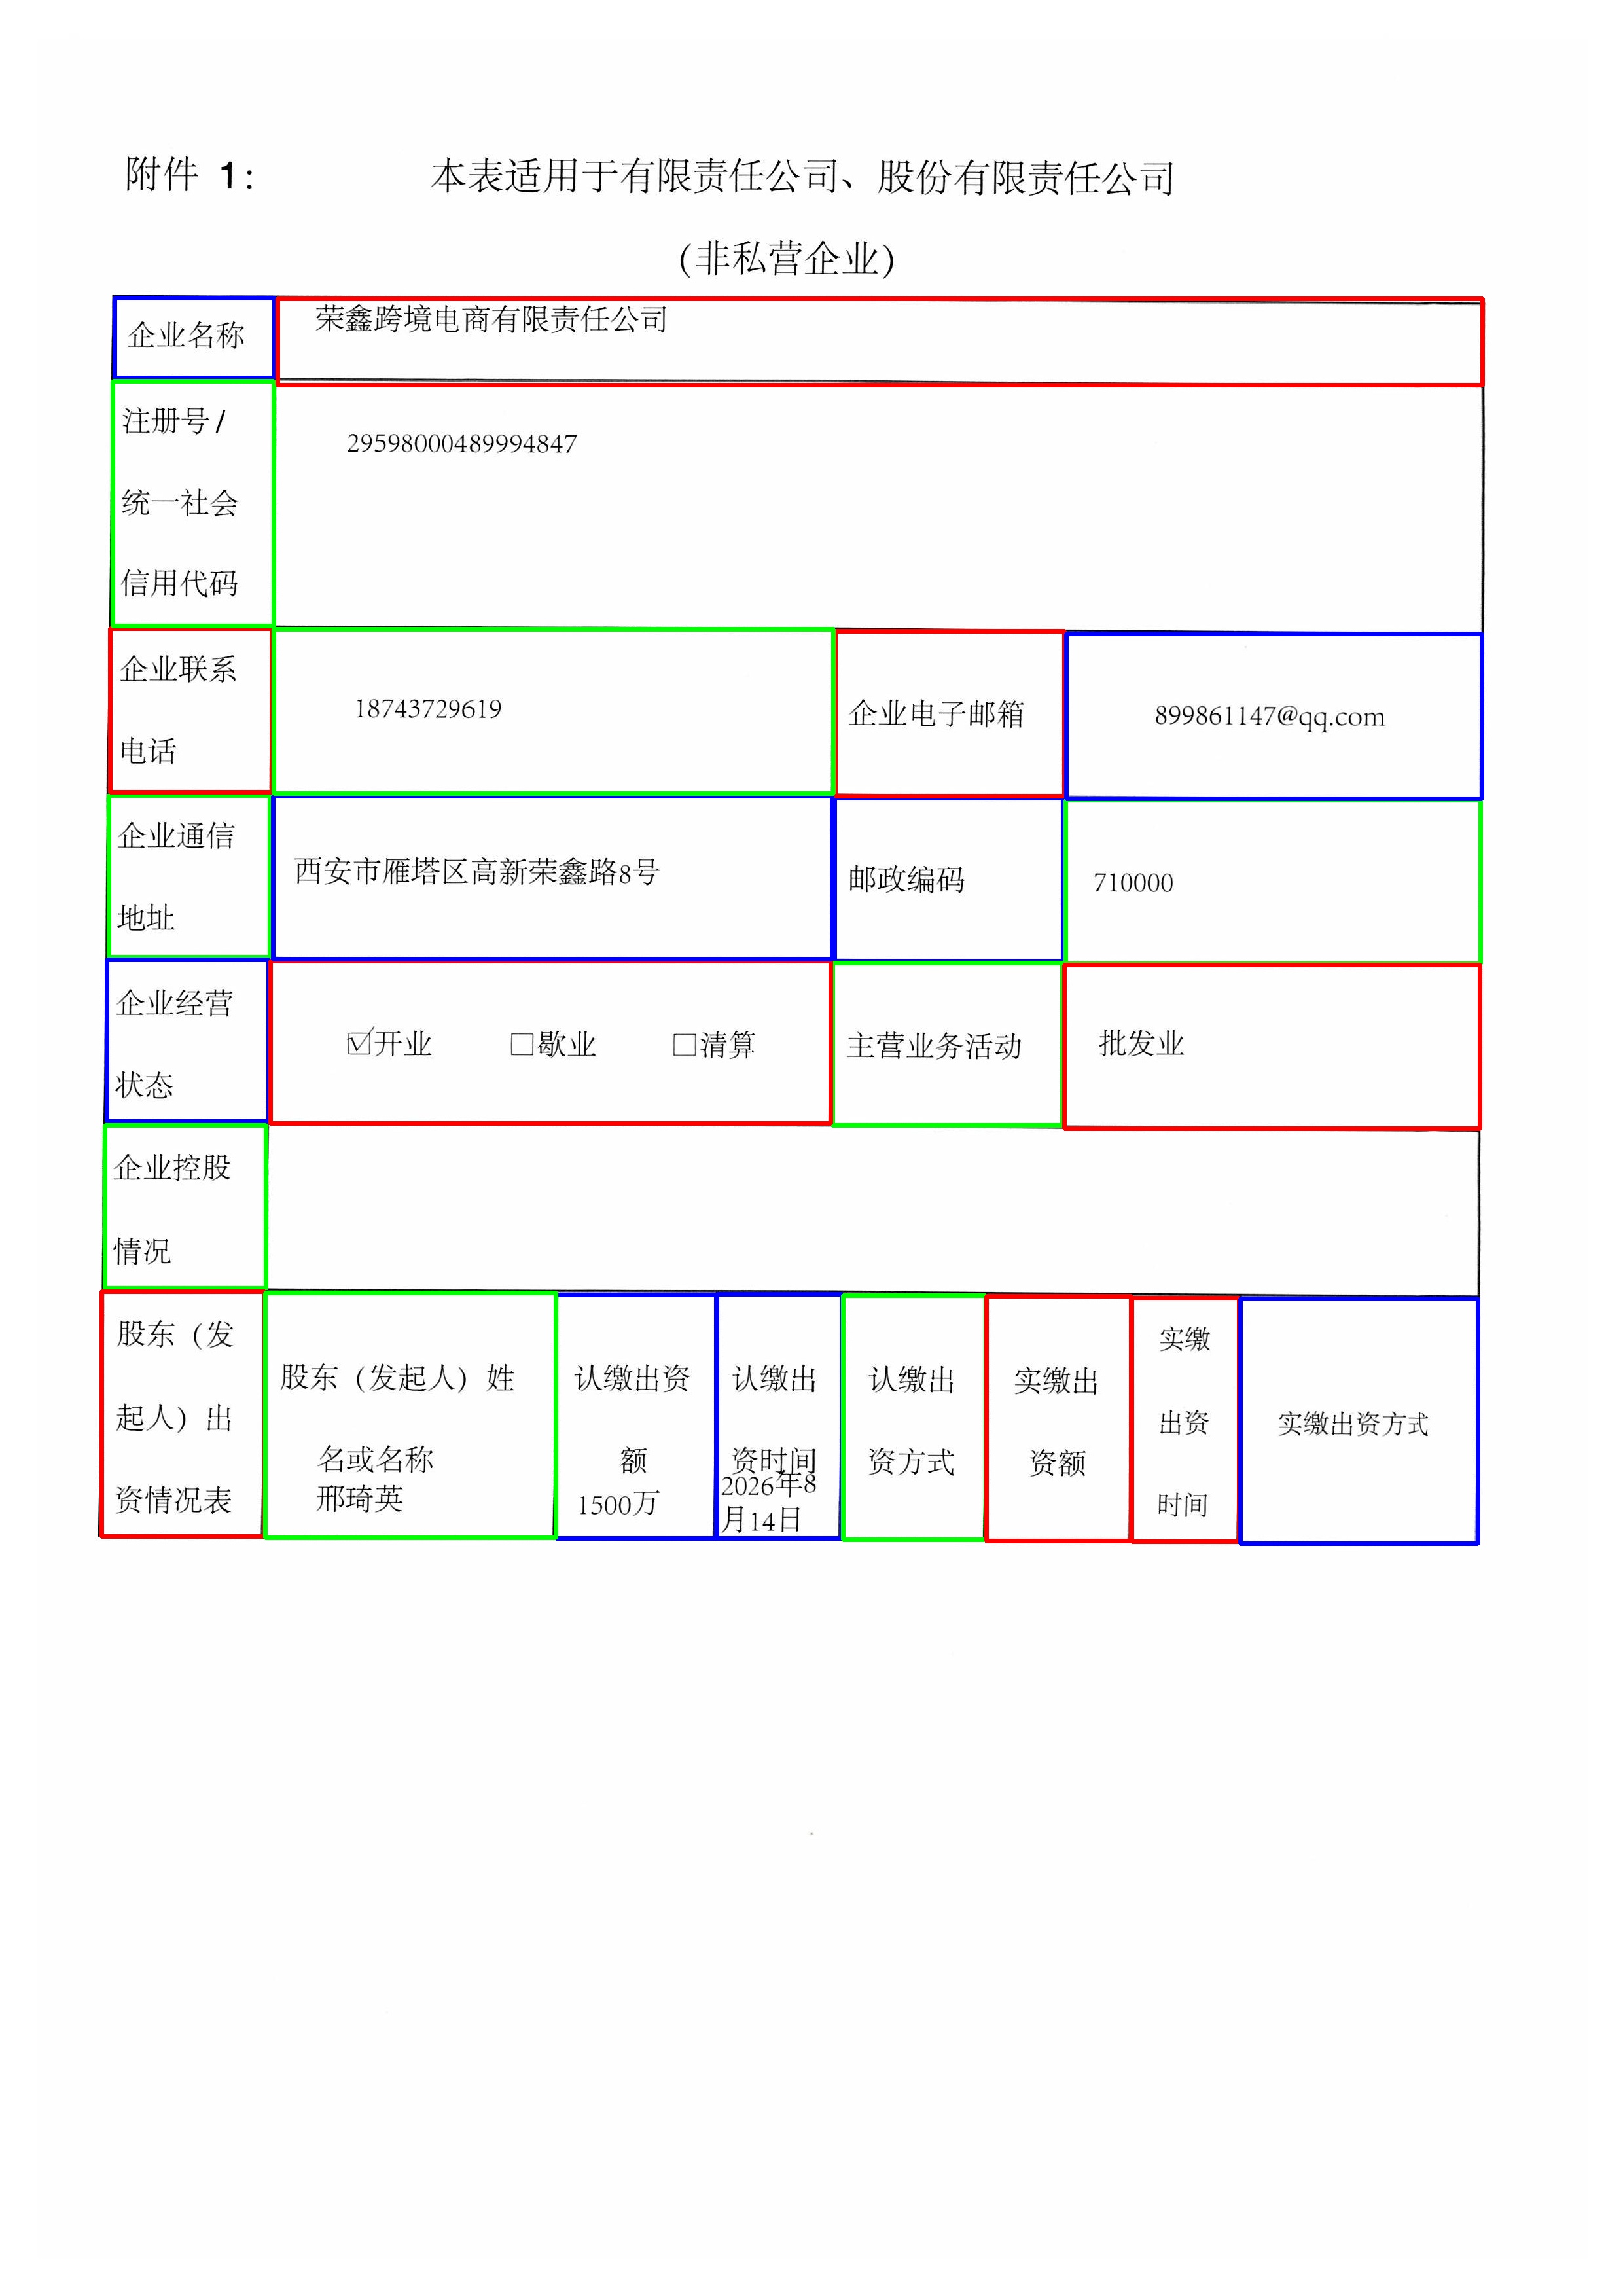 附件 1：
本表适用于有限责任公司、股份有限责任公司
（非私营企业）
企业名称
荣鑫跨境电商有限责任公司
注册号/
统一社会
信用代码
29598000489994847
企业联系
电话
18743729619
企业电子邮箱
899861147@qq.com
企业通信
地址
西安市雁塔区高新荣鑫路8号
邮政编码
710000
企业经营
状态
☑开业 □歇业 □清算
主营业务活动
批发业
企业控股
情况
股东（发
起人）出
资情况表
股东（发起人）姓
名或名称
邢琦英
认缴出资
额
1500万
认缴出
资时间
2026年8
月14日
认缴出
资方式
实缴出
资额
实缴
出资
时间
实缴出资方式